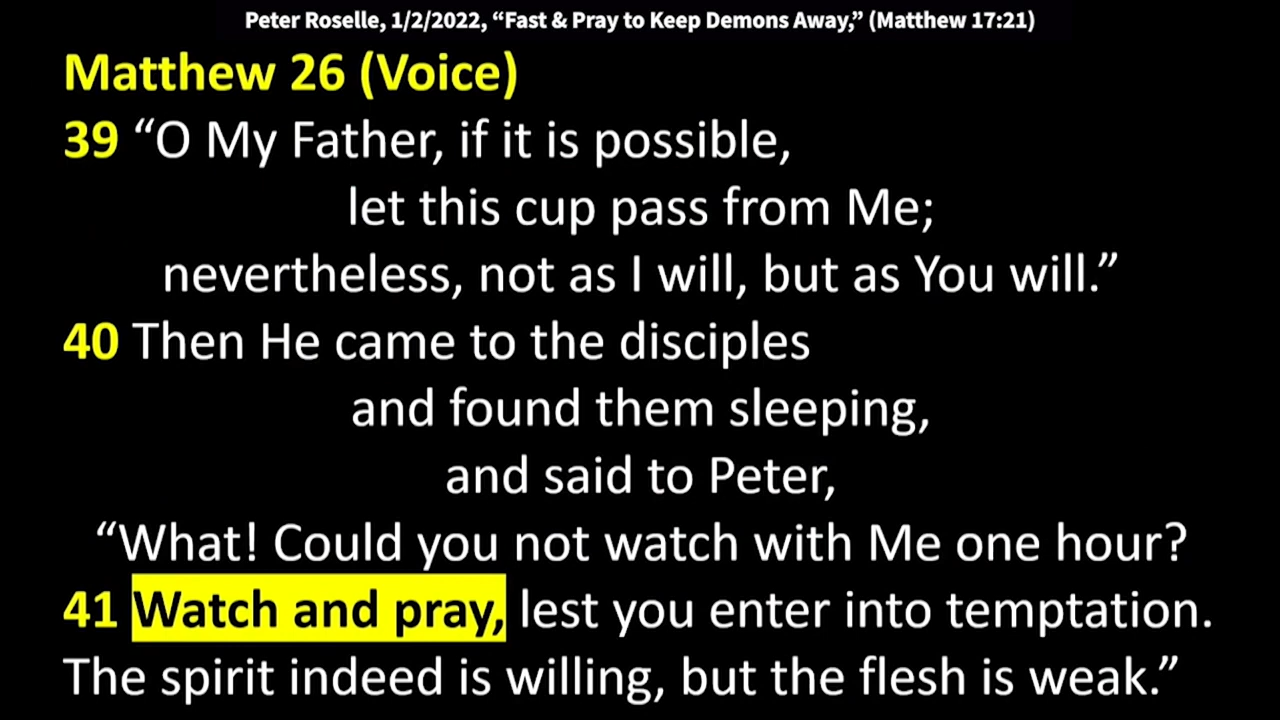 Peter Roselle, 1/2/2022, “Fast & Pray to Keep Demons Away,” (Matthew 17:21)
Matthew 26 (Voice)
39 “O My Father, if it is possible,
let this cup pass from Me;
nevertheless, not as I will, but as You will.”
40 Then He came to the disciples
and found them sleeping,
and said to Peter,
“What! Could you not watch with Me one hour?
41 Watch and pray, lest you enter into temptation.
The spirit indeed is willing, but the flesh is weak.”